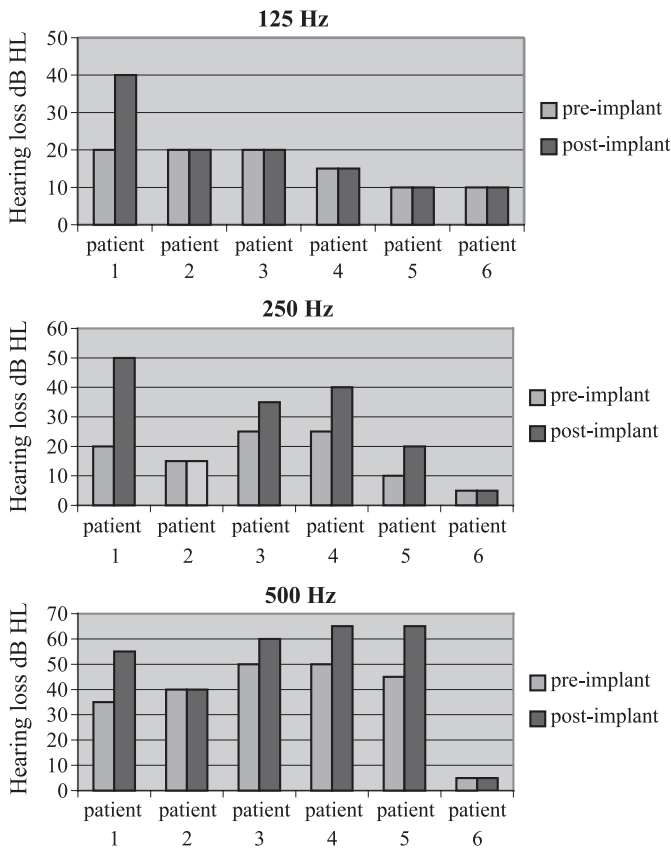 125 Hz
Hearing loss dB HL
50
40
30
20
10
0
patient patient patient patient patient patient
1 2 3 4 5 6
pre-implant
post-implant
250 Hz
Hearing loss dB HL
60
50
40
30
20
10
0
patient patient patient patient patient patient
1 2 3 4 5 6
pre-implant
post-implant
500 Hz
Hearing loss dB HL
70
60
50
40
30
20
10
0
patient patient patient patient patient patient
1 2 3 4 5 6
pre-implant
post-implant